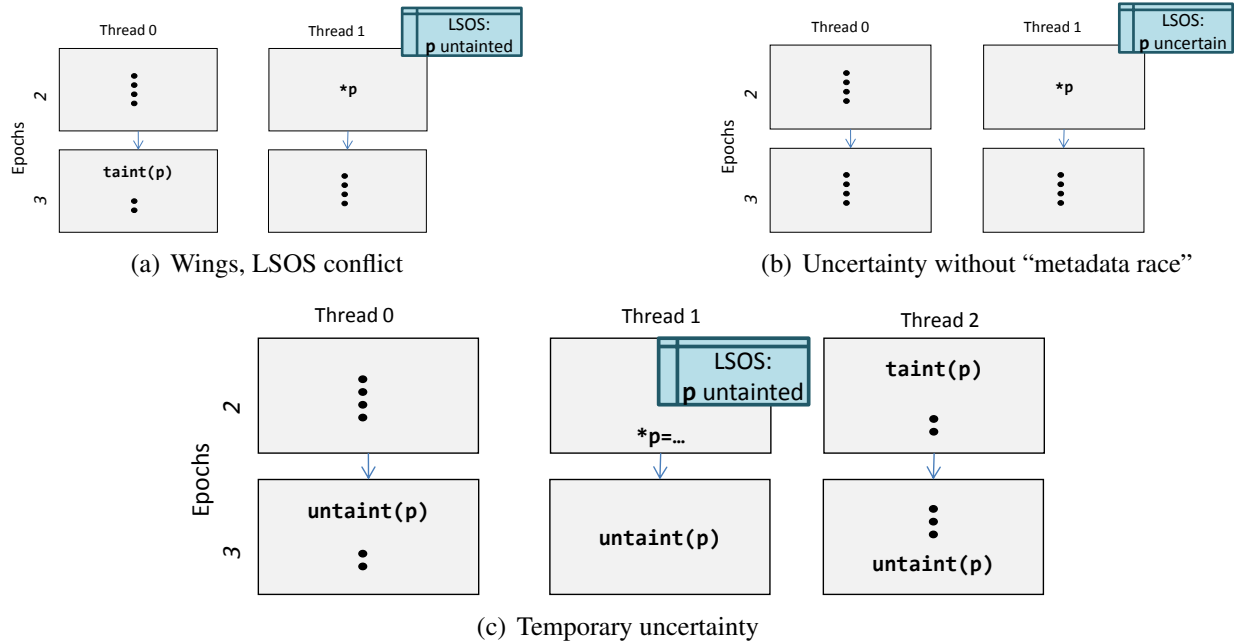 Thread 0
Thread 1
LSOS:
p untainted
Epochs
2
*p
3
taint(p)
(a) Wings, LSOS conflict
Thread 0
Thread 1
LSOS:
p uncertain
Epochs
2
*p
3
(b) Uncertainty without “metadata race”
Thread 0
Thread 1
Thread 2
LSOS:
p untainted
Epochs
2
*p=…
taint(p)
3
untaint(p)
untaint(p)
untaint(p)
(c) Temporary uncertainty